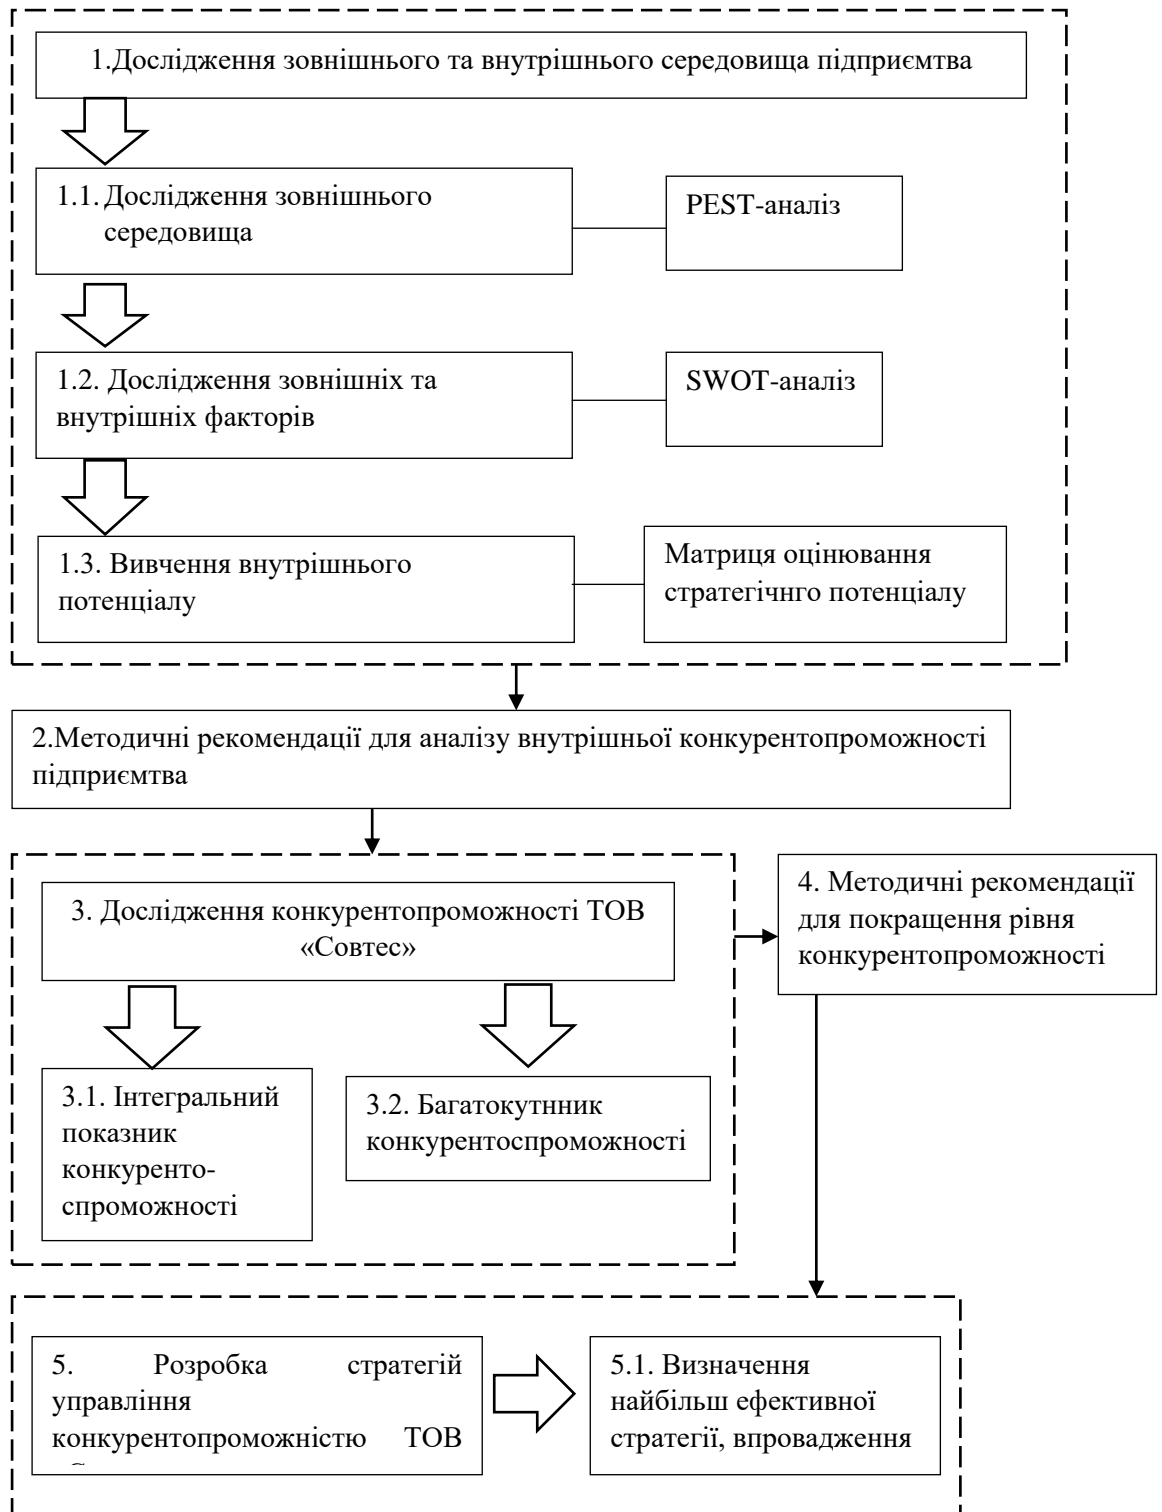 1.Дослідження зовнішнього та внутрішнього середовища підприємтва
1.1. Дослідження зовнішнього
середовища
PEST-аналіз
1.2. Дослідження зовнішніх та
внутрішніх факторів
SWOT-аналіз
1.3. Вивчення внутрішнього
потенціалу
Матриця оцінювання
стратегічнго потенціалу
2.Методичні рекомендації для аналізу внутрішньої конкурентопроможності
підприємтва
3. Дослідження конкурентопроможності ТОВ
«Совтес»
4. Методичні рекомендації
для покращення рівня
конкурентопроможності
3.1. Інтегральний
показник
конкуренто-
спроможності
3.2. Багатокутнник
конкурентоспроможності
5. Розробка стратегій
управління
конкурентопроможністю ТОВ
5.1. Визначення
найбільш ефективної
стратегії, впровадження